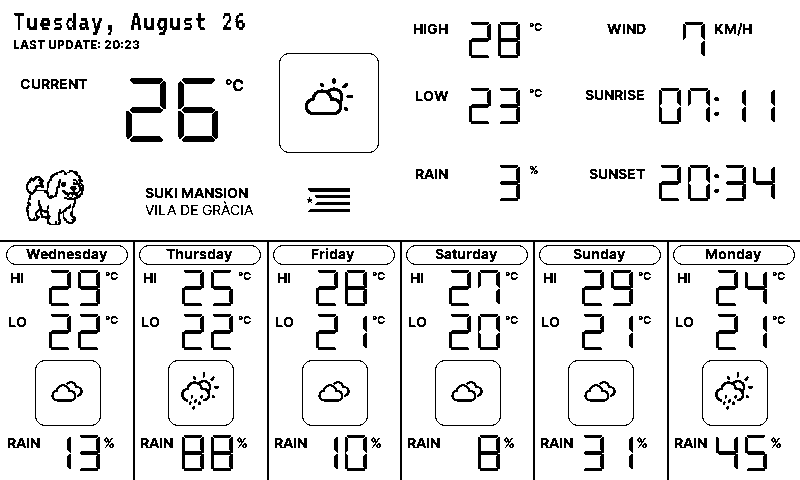 Tuesday, August 26
LAST UPDATE: 20:23
CURRENT 26 °C
HIGH 28 °C
LOW 23 °C
RAIN 3 %
WIND 7 KM/H
SUNRISE 07:11
SUNSET 20:34
SUKI MANSION
VILA DE GRÀCIA
Wednesday
HI 29 °C
LO 22 °C
RAIN 13 %
Thursday
HI 25 °C
LO 22 °C
RAIN 88 %
Friday
HI 28 °C
LO 21 °C
RAIN 10 %
Saturday
HI 27 °C
LO 20 °C
RAIN 8 %
Sunday
HI 29 °C
LO 21 °C
RAIN 31 %
Monday
HI 24 °C
LO 21 °C
RAIN 45 %